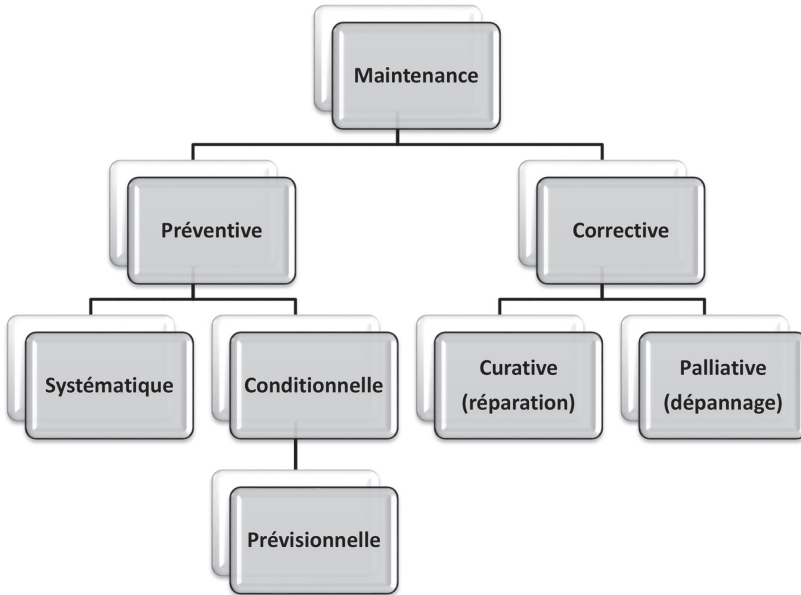 Maintenance
Préventive
Corrective
Systématique
Conditionnelle
Curative
(réparation)
Palliative
(dépannage)
Prévisionnelle